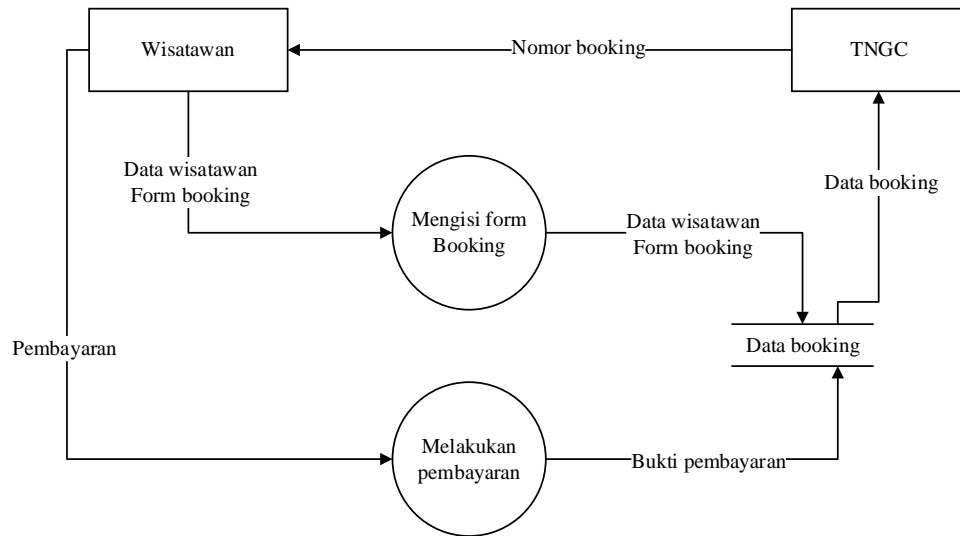 Wisatawan
Nomor booking
TNGC
Data wisatawan
Form booking
Data booking
Mengisi form
Booking
Data wisatawan
Form booking
Pembayaran
Data booking
Melakukan
pembayaran
Bukti pembayaran